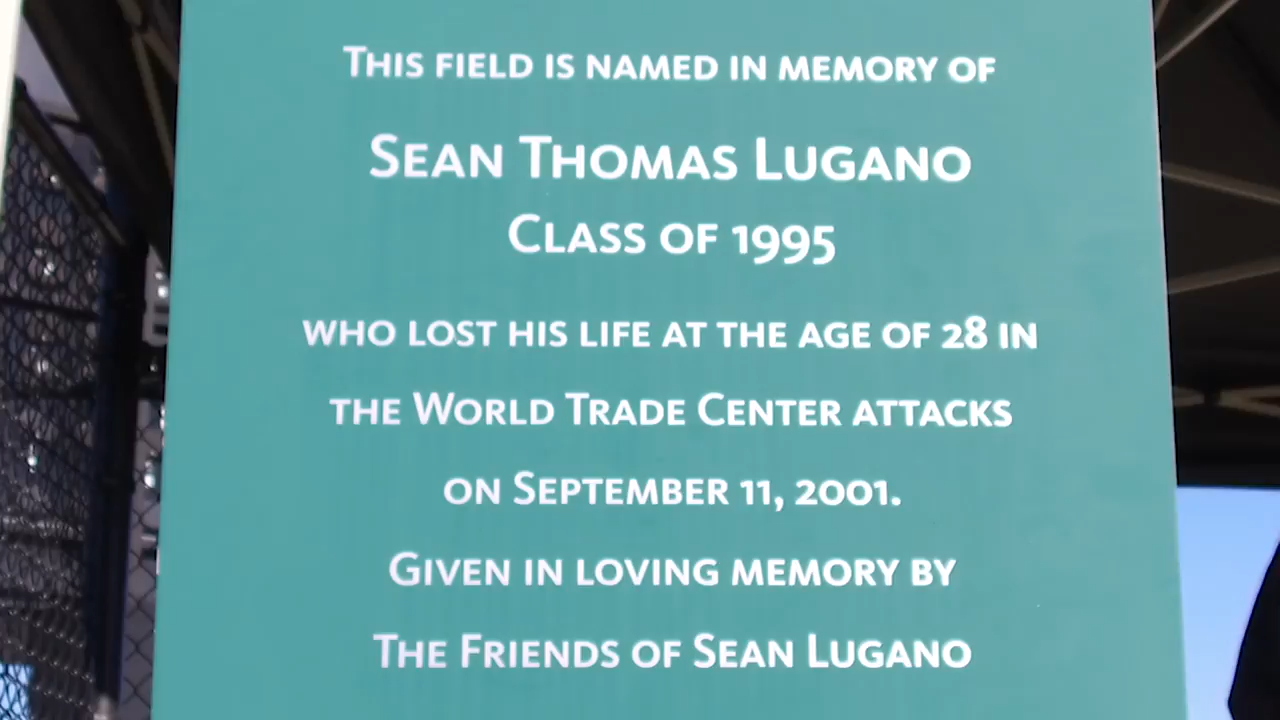 This field is named in memory of
Sean Thomas Lugano
Class of 1995
who lost his life at the age of 28 in
the World Trade Center attacks
on September 11, 2001.
Given in loving memory by
The Friends of Sean Lugano